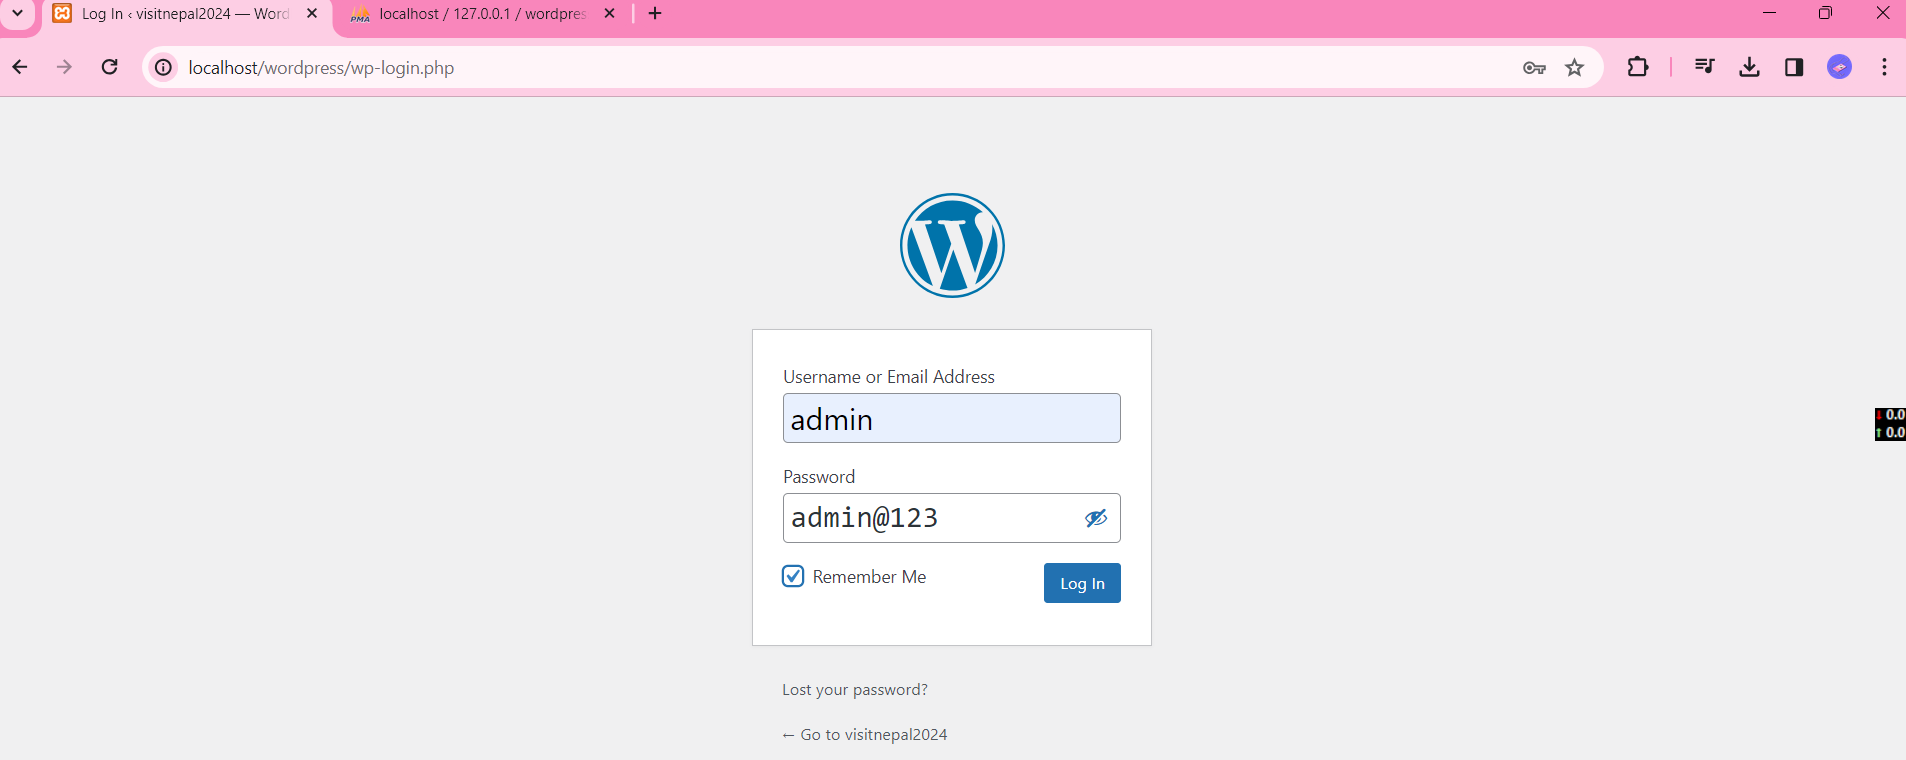 Log In ‹ visitnepal2024 — Word
localhost / 127.0.0.1 / wordpres
localhost/wordpress/wp-login.php
Username or Email Address
admin
Password
admin@123
Remember Me
Log In
Lost your password?
← Go to visitnepal2024
↓ 0.0
↑ 0.0
PMA